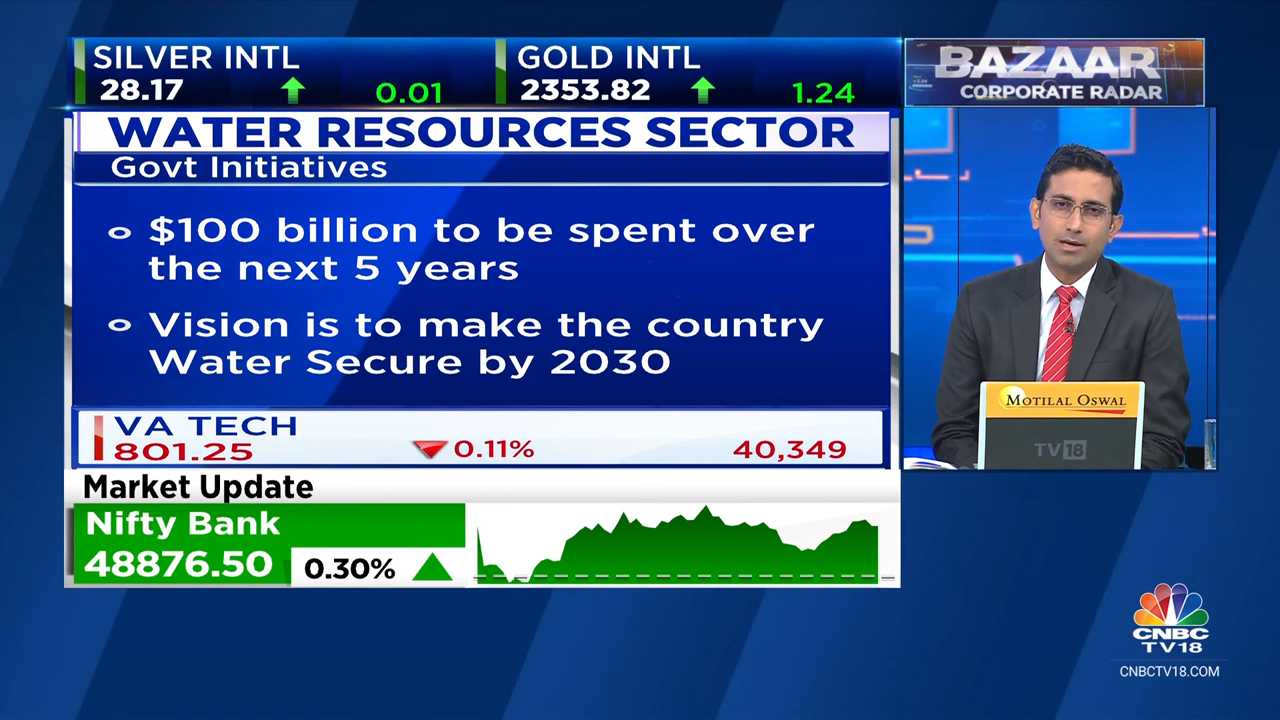 SILVER INTL
28.17 0.01
GOLD INTL
2353.82 1.24
BAZAAR
CORPORATE RADAR
WATER RESOURCES SECTOR
Govt Initiatives
$100 billion to be spent over
the next 5 years
Vision is to make the country
Water Secure by 2030
VA TECH
801.25 0.11% 40,349
Market Update
Nifty Bank
48876.50 0.30%
MOTILAL OSWAL
TV18
CNBC
TV18
CNBCTV18.COM